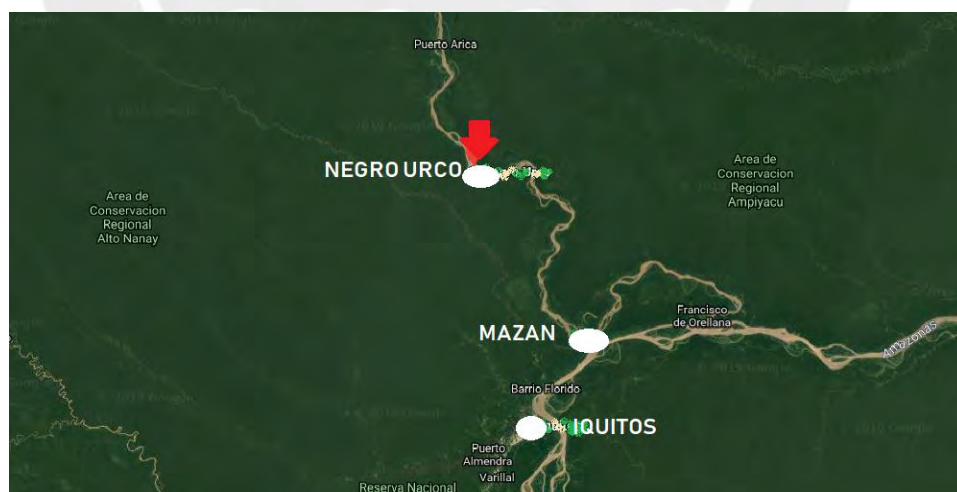 Puerto Arica
NEGRO URCO
Area de
Conservacion
Regional
Ampiyacu
Area de
Conservacion
Regional
Alto Nanay
Francisco
de Orellana
MAZAN
Amazonas
Barrio Florido
IQUITOS
Puerto
Almendra
Varillal
Reserva Nacional